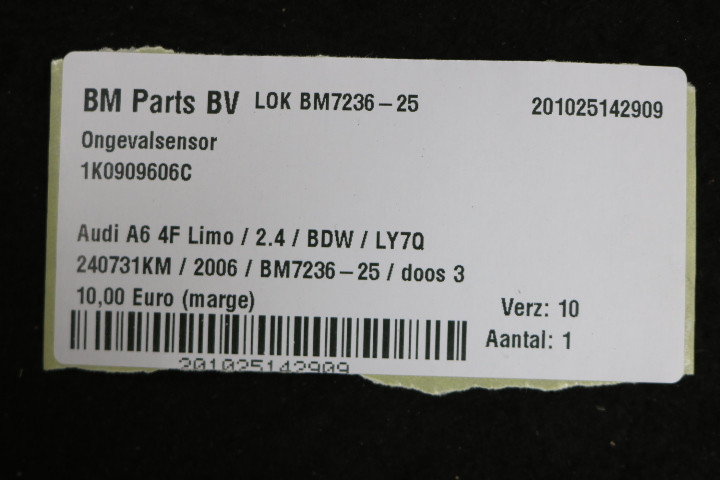 BM Parts BV LOK BM7236-25 201025142909
Ongevalsensor
1K0909606C
Audi A6 4F Limo / 2.4 / BDW / LY7Q
240731KM / 2006 / BM7236-25 / doos 3
10,00 Euro (marge) Verz: 10
Aantal: 1
201025142909